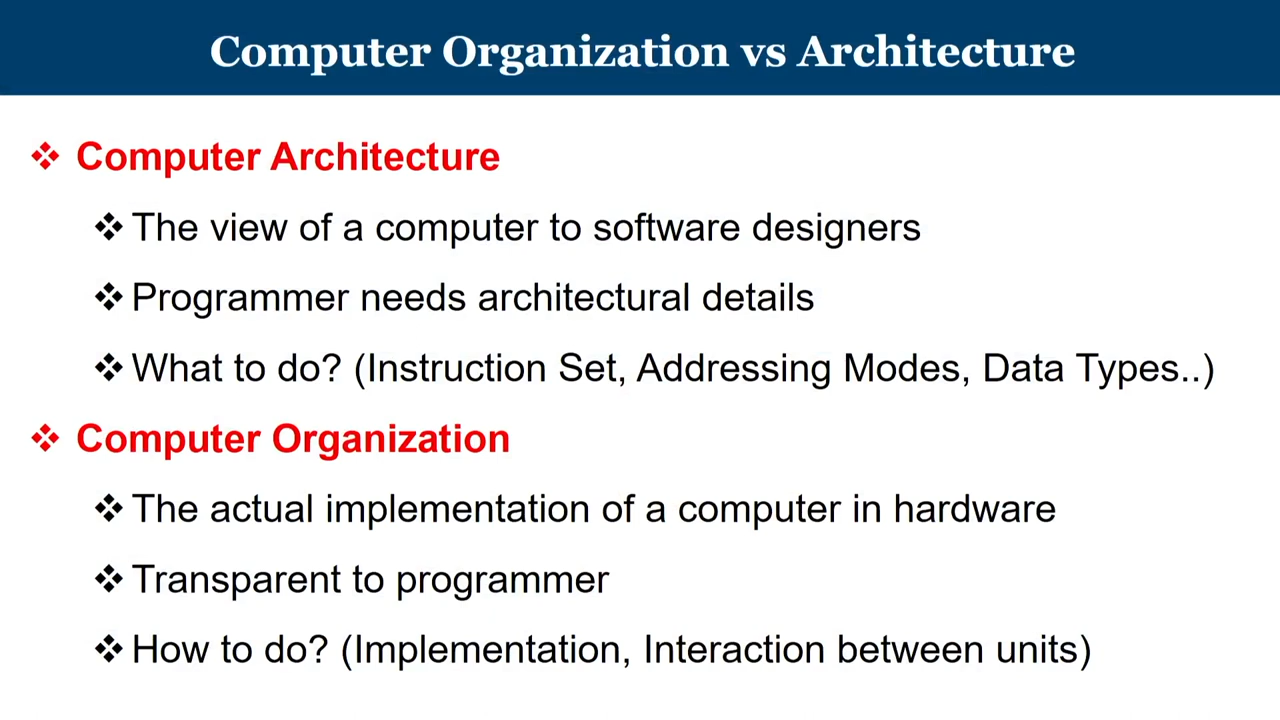 Computer Organization vs Architecture
❖ Computer Architecture
❖ The view of a computer to software designers
❖ Programmer needs architectural details
❖ What to do? (Instruction Set, Addressing Modes, Data Types..)
❖ Computer Organization
❖ The actual implementation of a computer in hardware
❖ Transparent to programmer
❖ How to do? (Implementation, Interaction between units)